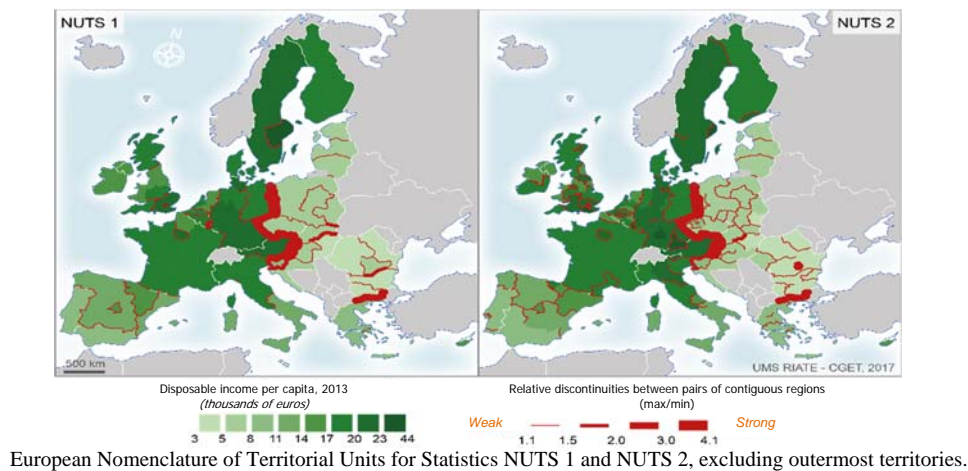 NUTS 1
NUTS 2
N
500 km
UMS RIATE - CGET, 2017
Disposable income per capita, 2013
(thousands of euros)
3 5 8 11 14 17 20 23 44
Relative discontinuities between pairs of contiguous regions
(max/min)
Weak
Strong
1.1 1.5 2.0 3.0 4.1
European Nomenclature of Territorial Units for Statistics NUTS 1 and NUTS 2, excluding outermost territories.